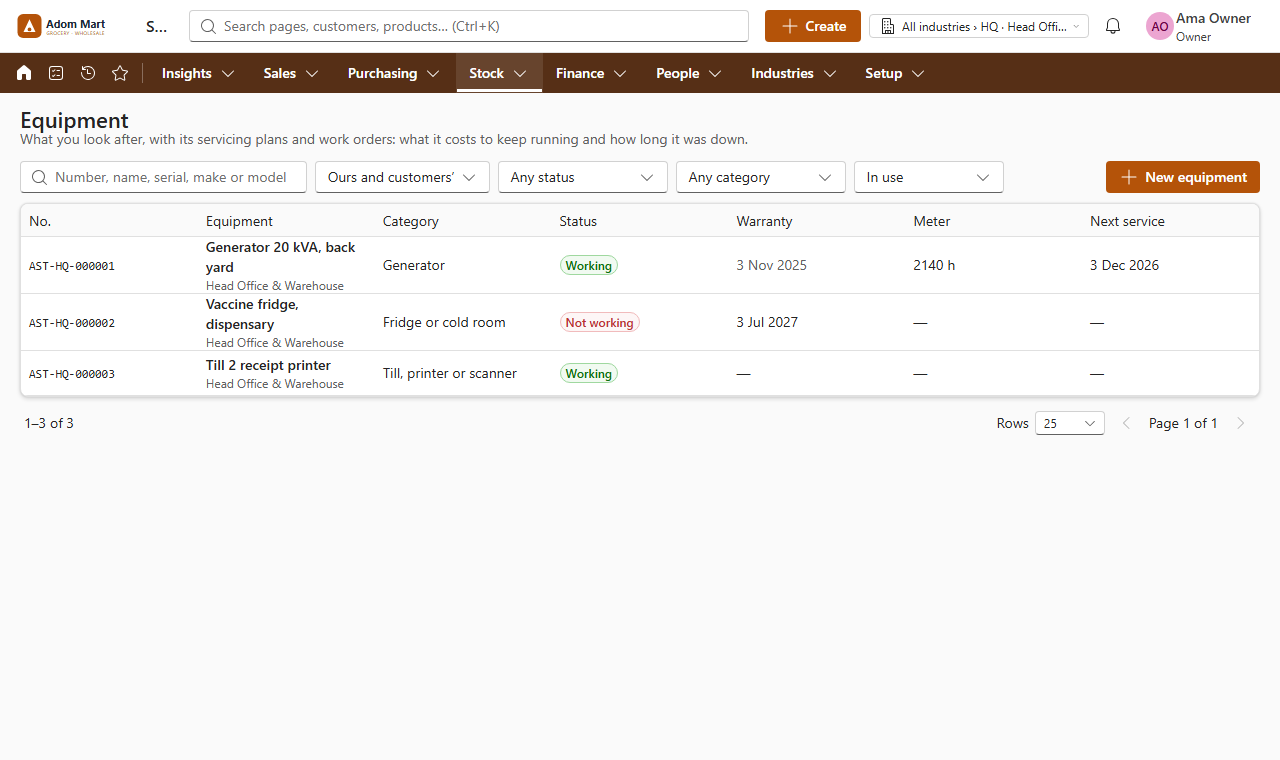 Adom Mart
GROCERY · WHOLESALE
S...
Search pages, customers, products... (Ctrl+K)
Create
All industries › HQ · Head Offi...
AO
Ama Owner
Owner
Insights
Sales
Purchasing
Stock
Finance
People
Industries
Setup
Equipment
What you look after, with its servicing plans and work orders: what it costs to keep running and how long it was down.
Number, name, serial, make or model
Ours and customers’
Any status
Any category
In use
New equipment
No. Equipment Category Status Warranty Meter Next service
AST-HQ-000001 Generator 20 kVA, back yard Head Office & Warehouse Generator Working 3 Nov 2025 2140 h 3 Dec 2026
AST-HQ-000002 Vaccine fridge, dispensary Head Office & Warehouse Fridge or cold room Not working 3 Jul 2027 — —
AST-HQ-000003 Till 2 receipt printer Head Office & Warehouse Till, printer or scanner Working — — —
1–3 of 3
Rows 25 Page 1 of 1